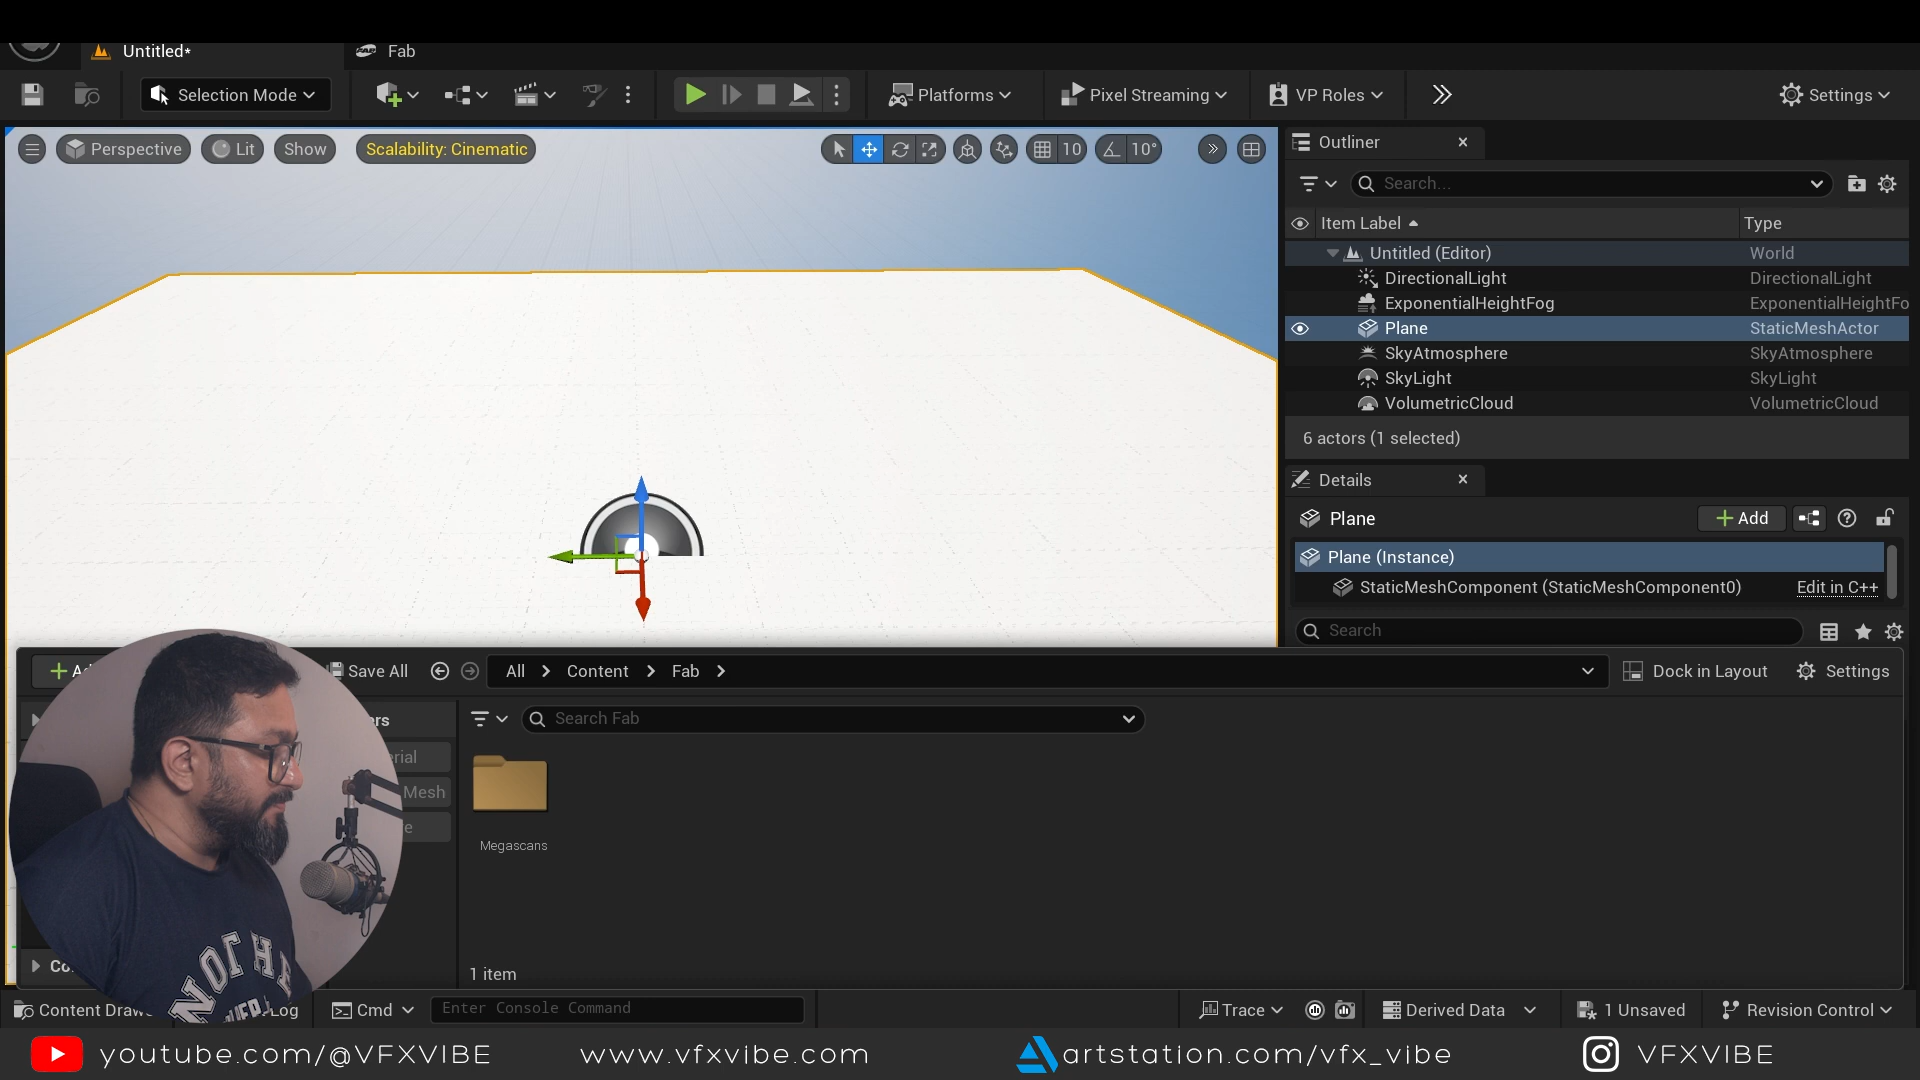 Untitled*
Fab
Selection Mode
Platforms
Pixel Streaming
VP Roles
Settings
Perspective
Lit
Show
Scalability: Cinematic
10
10°
Outliner
Search...
Item Label
Type
Untitled (Editor)
World
DirectionalLight
DirectionalLight
ExponentialHeightFog
ExponentialHeightFo
Plane
StaticMeshActor
SkyAtmosphere
SkyAtmosphere
SkyLight
SkyLight
VolumetricCloud
VolumetricCloud
6 actors (1 selected)
Details
Plane
Add
Plane (Instance)
StaticMeshComponent (StaticMeshComponent0)
Edit in C++
Search
Save All
All
Content
Fab
Dock in Layout
Settings
Search Fab
Mesh
Megascans
1 item
Content Draw
Log
Cmd
Enter Console Command
Trace
Derived Data
1 Unsaved
Revision Control
youtube.com/@VFXVIBE
www.vfxvibe.com
artstation.com/vfx_vibe
VFXVIBE